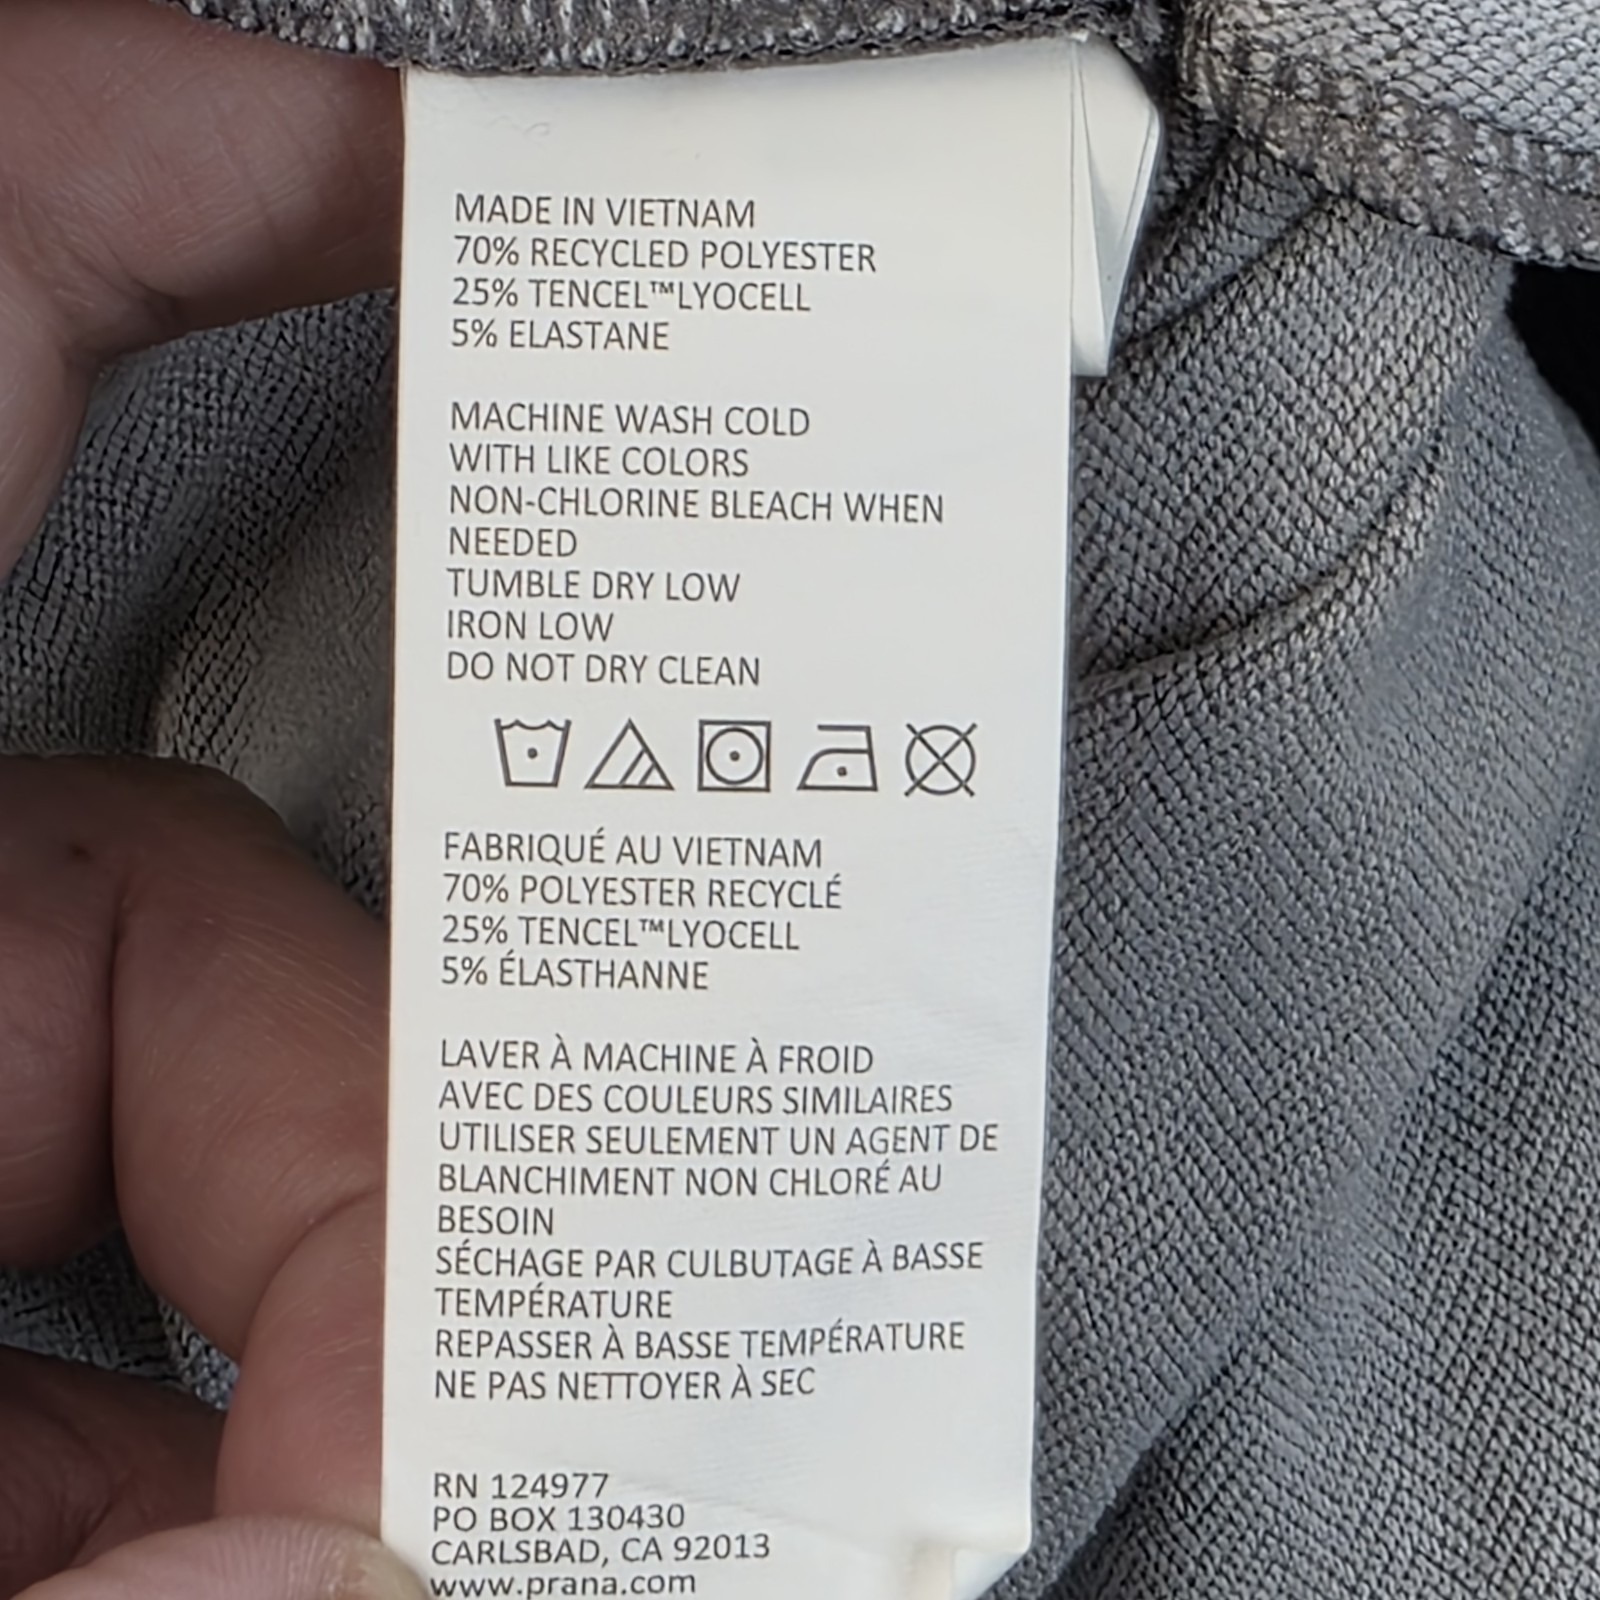 MADE IN VIETNAM
70% RECYCLED POLYESTER
25% TENCEL™LYOCELL
5% ELASTANE
MACHINE WASH COLD
WITH LIKE COLORS
NON-CHLORINE BLEACH WHEN
NEEDED
TUMBLE DRY LOW
IRON LOW
DO NOT DRY CLEAN
FABRIQUÉ AU VIETNAM
70% POLYESTER RECYCLÉ
25% TENCEL™LYOCELL
5% ÉLASTHANNE
LAVER À MACHINE À FROID
AVEC DES COULEURS SIMILAIRES
UTILISER SEULEMENT UN AGENT DE
BLANCHIMENT NON CHLORÉ AU
BESOIN
SÉCHAGE PAR CULBUTAGE À BASSE
TEMPÉRATURE
REPASSER À BASSE TEMPÉRATURE
NE PAS NETTOYER À SEC
RN 124977
PO BOX 130430
CARLSBAD, CA 92013
www.prana.com